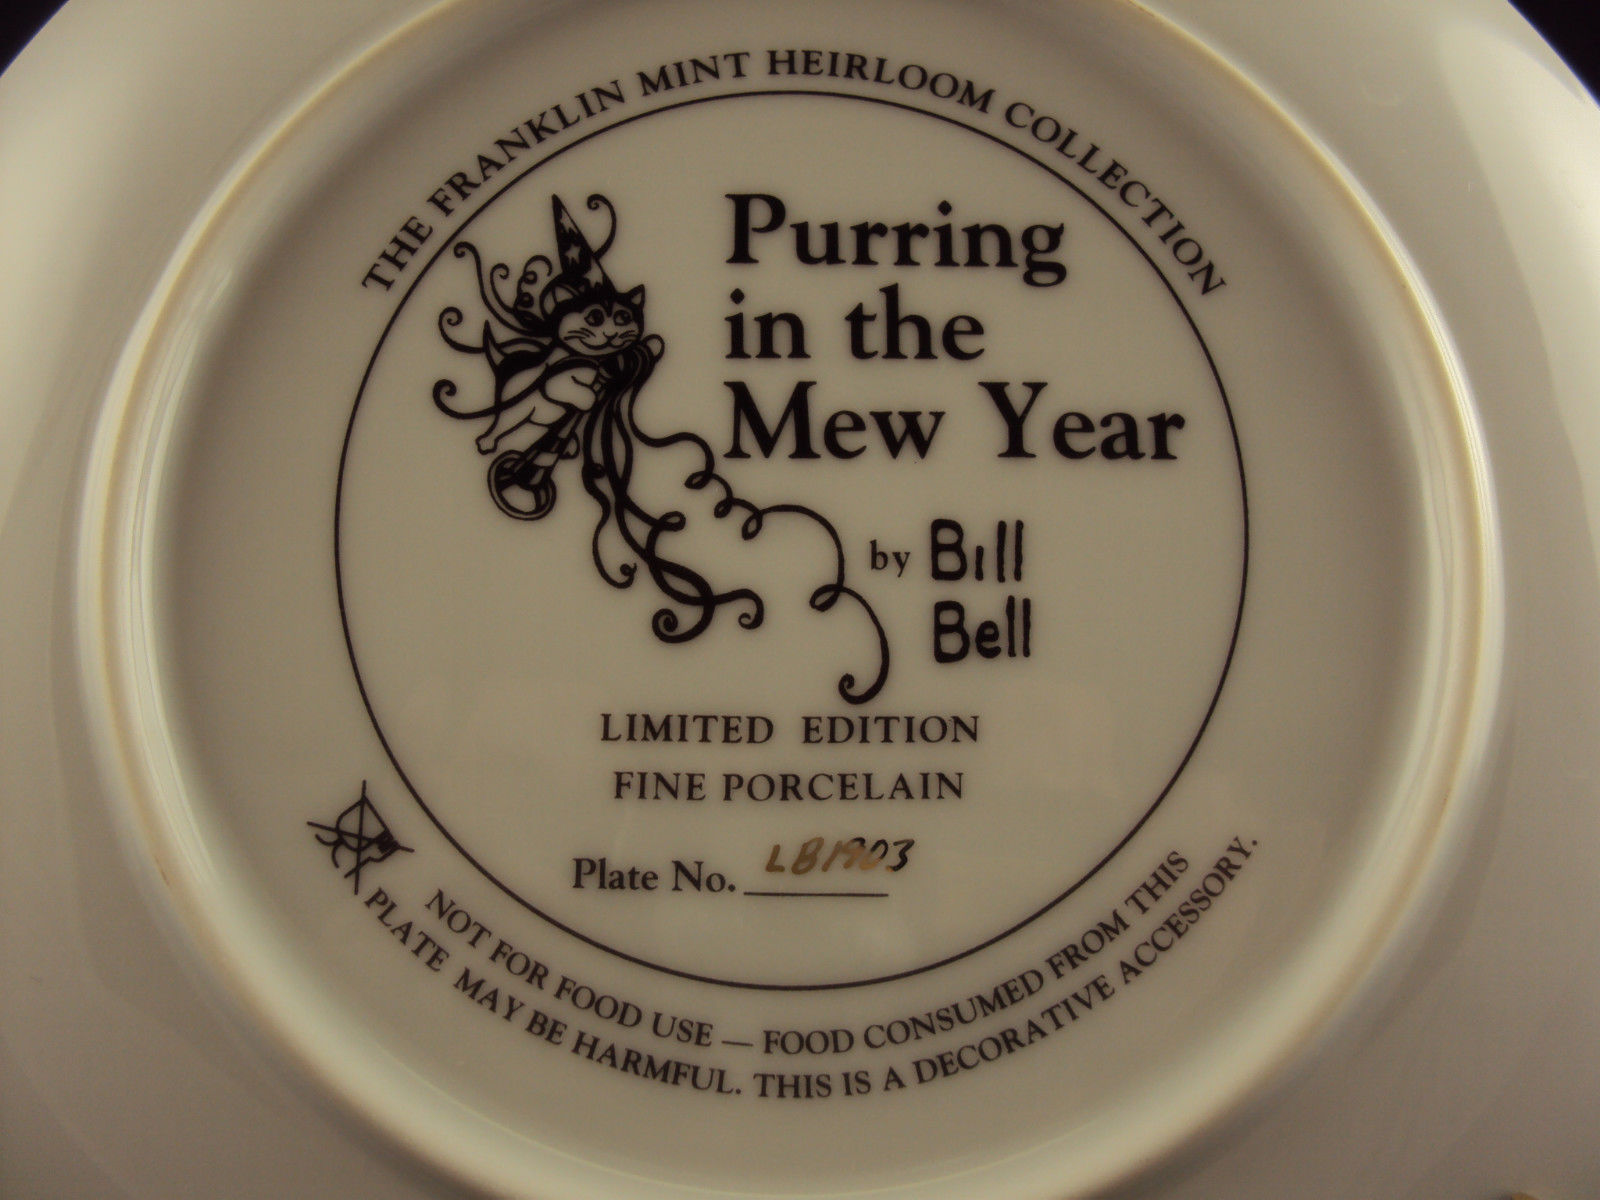 THE FRANKLIN MINT HEIRLOOM COLLECTION
Purring
in the
Mew Year
by Bill
Bell
LIMITED EDITION
FINE PORCELAIN
Plate No. LB1903
NOT FOR FOOD USE — FOOD CONSUMED FROM THIS
PLATE MAY BE HARMFUL. THIS IS A DECORATIVE ACCESSORY.